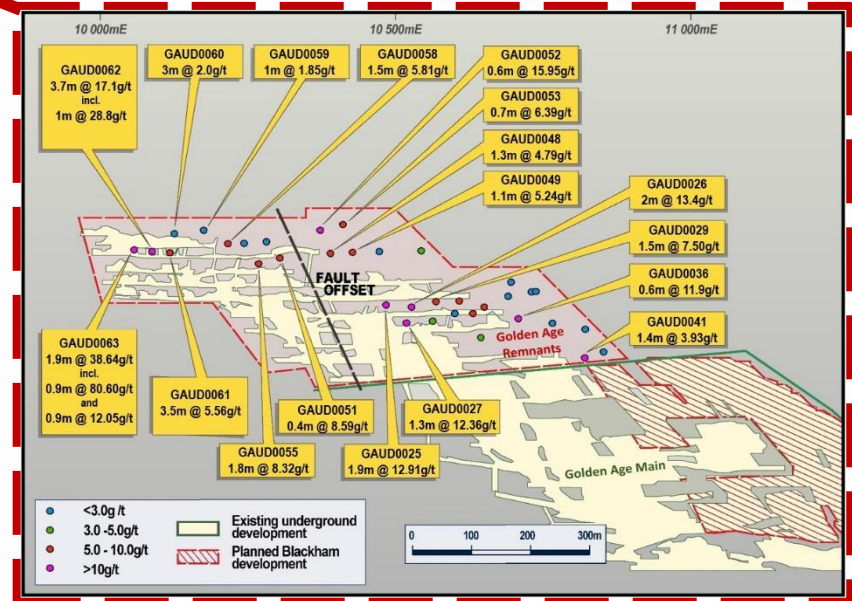 10 000mE
10 500mE
11 000mE
GAUD0062
3.7m @ 17.1g/t
incl.
1m @ 28.8g/t
GAUD0060
3m @ 2.0g/t
GAUD0059
1m @ 1.85g/t
GAUD0058
1.5m @ 5.81g/t
GAUD0052
0.6m @ 15.95g/t
GAUD0053
0.7m @ 6.39g/t
GAUD0048
1.3m @ 4.79g/t
GAUD0049
1.1m @ 5.24g/t
GAUD0026
2m @ 13.4g/t
GAUD0029
1.5m @ 7.50g/t
GAUD0036
0.6m @ 11.9g/t
GAUD0041
1.4m @ 3.93g/t
FAULT
OFFSET
Golden Age
Remnants
GAUD0063
1.9m @ 38.64g/t
incl.
0.9m @ 80.60g/t
and
0.9m @ 12.05g/t
GAUD0061
3.5m @ 5.56g/t
GAUD0055
1.8m @ 8.32g/t
GAUD0051
0.4m @ 8.59g/t
GAUD0025
1.9m @ 12.91g/t
GAUD0027
1.3m @ 12.36g/t
Golden Age Main
<3.0g /t
3.0 -5.0g/t
5.0 - 10.0g/t
>10g/t
Existing underground
development
Planned Blackham
development
0 100 200 300m